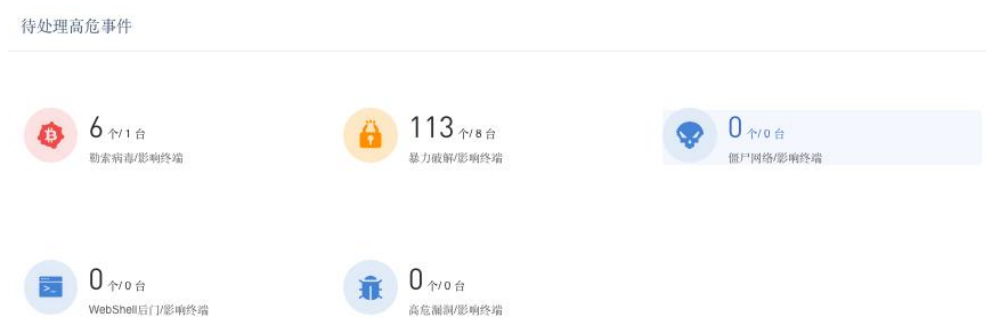 待处理高危事件
6 个/1 台
勒索病毒/影响终端
113 个/8 台
暴力破解/影响终端
0 个/0 台
僵尸网络/影响终端
0 个/0 台
WebShell后门/影响终端
0 个/0 台
高危漏洞/影响终端